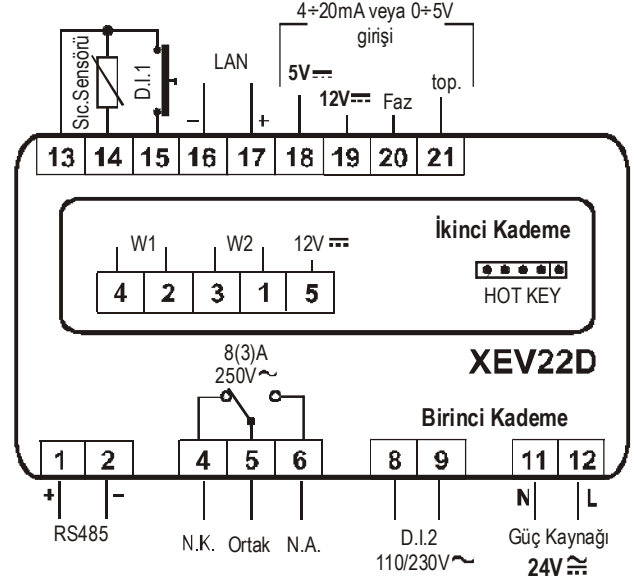 4÷20mA veya 0÷5V
girişi
Sıc.Sensörü
D.I.1
LAN
5V
12V
Faz
top.
– +
13 14 15 16 17 18 19 20 21
İkinci Kademe
W1 W2 12V
4 2 3 1 5
HOT KEY
8(3)A
250V~
XEV22D
Birinci Kademe
1 2 4 5 6 8 9 11 12
+ – N L
RS485
N.K. Ortak N.A.
D.I.2
110/230V~
Güç Kaynağı
24V